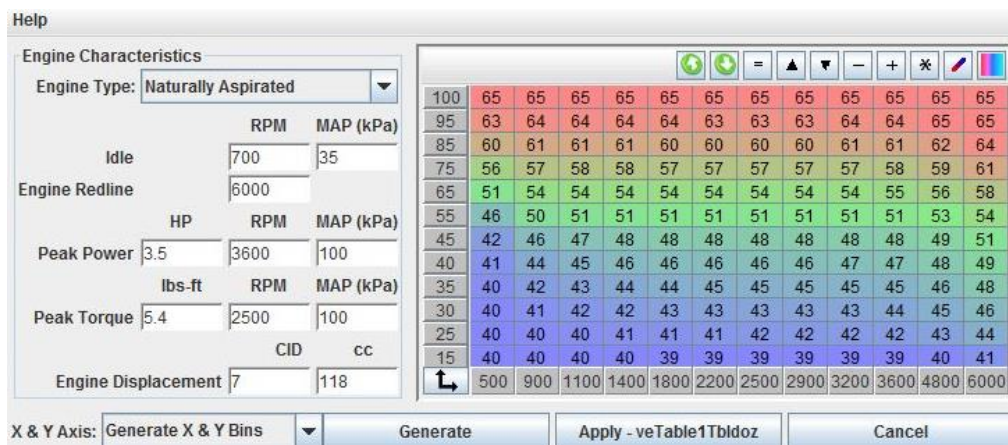 Help
Engine Characteristics
Engine Type: Naturally Aspirated
RPM MAP (kPa)
Idle 700 35
Engine Redline 6000
HP RPM MAP (kPa)
Peak Power 3.5 3600 100
lbs-ft RPM MAP (kPa)
Peak Torque 5.4 2500 100
CID cc
Engine Displacement 7 118
= - + *
100 65 65 65 65 65 65 65 65 65 65 65 65
95 63 64 64 64 64 63 63 63 64 64 65 65
85 60 61 61 61 60 60 60 60 61 61 62 64
75 56 57 58 58 57 57 57 57 57 58 59 61
65 51 54 54 54 54 54 54 54 54 55 56 58
55 46 50 51 51 51 51 51 51 51 51 53 54
45 42 46 47 48 48 48 48 48 48 48 49 51
40 41 44 45 46 46 46 46 46 47 47 48 49
35 40 42 43 44 44 45 45 45 45 45 46 48
30 40 41 42 42 43 43 43 43 43 44 45 46
25 40 40 40 41 41 41 42 42 42 42 43 44
15 40 40 40 40 39 39 39 39 39 39 40 41
500 900 1100 1400 1800 2200 2500 2900 3200 3600 4800 6000
X & Y Axis: Generate X & Y Bins Generate Apply - veTable1Tbldoz Cancel